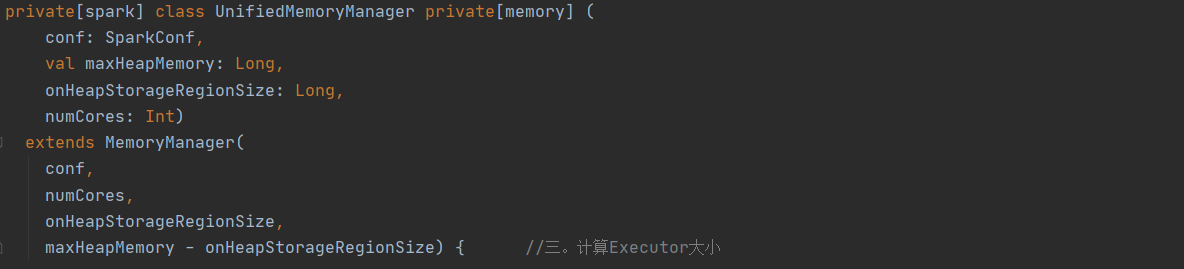 private[spark] class UnifiedMemoryManager private[memory] (
    conf: SparkConf,
    val maxHeapMemory: Long,
    onHeapStorageRegionSize: Long,
    numCores: Int)
  extends MemoryManager(
    conf,
    numCores,
    onHeapStorageRegionSize,
    maxHeapMemory - onHeapStorageRegionSize) {      //三。计算Executor大小